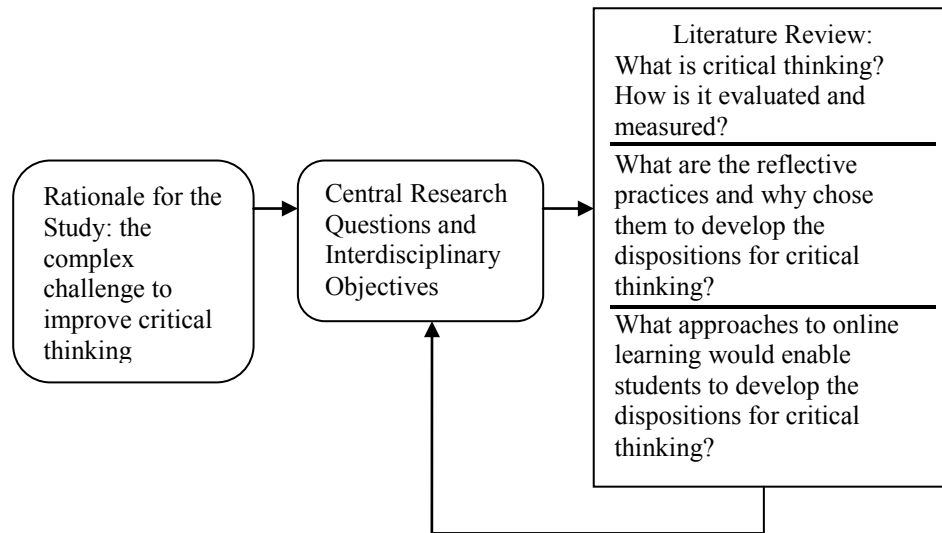 Rationale for the
Study: the
complex
challenge to
improve critical
thinking
Central Research
Questions and
Interdisciplinary
Objectives
Literature Review:
What is critical thinking?
How is it evaluated and
measured?
What are the reflective
practices and why chose
them to develop the
dispositions for critical
thinking?
What approaches to online
learning would enable
students to develop the
dispositions for critical
thinking?